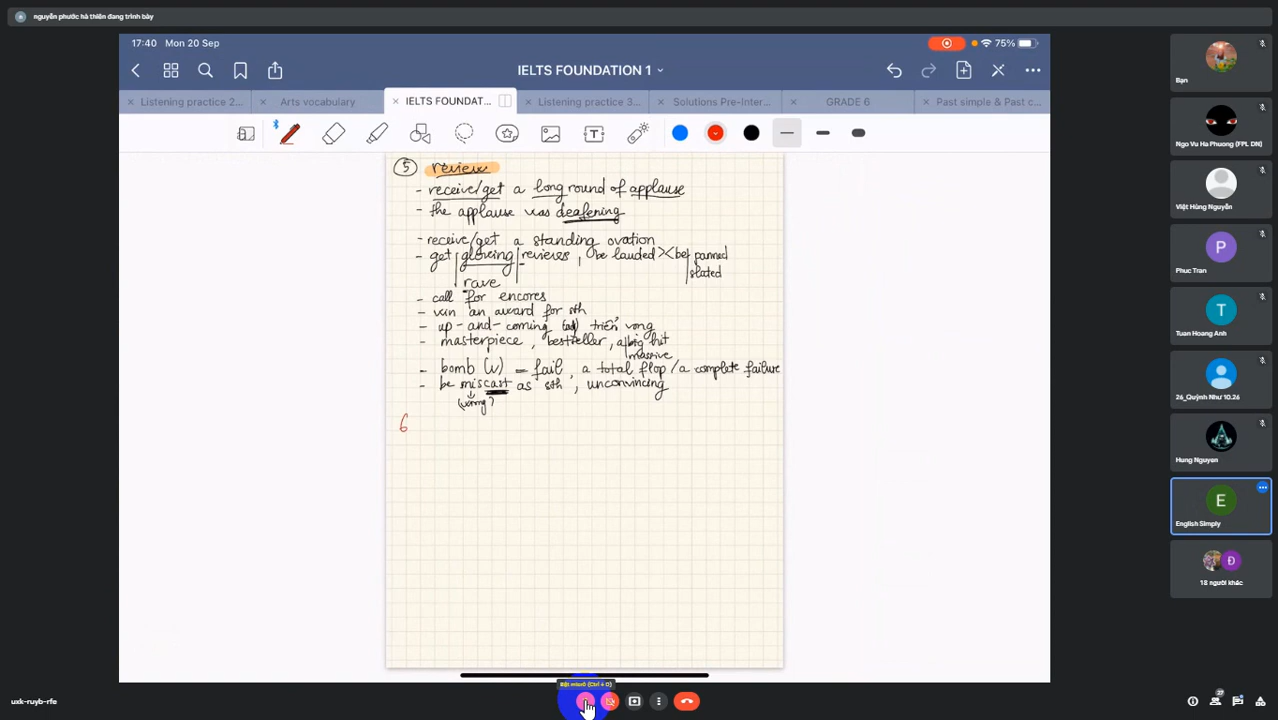 nguyễn phước hà thiên đang trình bày
17:40 Mon 20 Sep
75%
IELTS FOUNDATION 1
Listening practice 2...
Arts vocabulary
IELTS FOUNDAT...
Listening practice 3...
Solutions Pre-Inter...
GRADE 6
Past simple & Past c...
5 review
- receive/get a long round of applause
- the applause was deafening
- receive/get a standing ovation
- get glowing reviews, be lauded >< be panned
rave
slated
- call for encores
- win an award for sth
- up-and-coming (adj) triển vọng
- masterpiece, bestseller, a big hit
massive
- bomb (v) = fail, a total flop / a complete failure
- be miscast as sth, unconvincing
(wrong)
6
Bạn
Ngo Vu Ha Phuong (FPL DN)
Việt Hùng Nguyễn
Phuc Tran
T
Tuan Hoang Anh
26_Quỳnh Như 10.26
Hung Nguyen
E
English Simply
Đ
18 người khác
Bật micrô (Ctrl + D)
uxk-ruyb-rfo
27